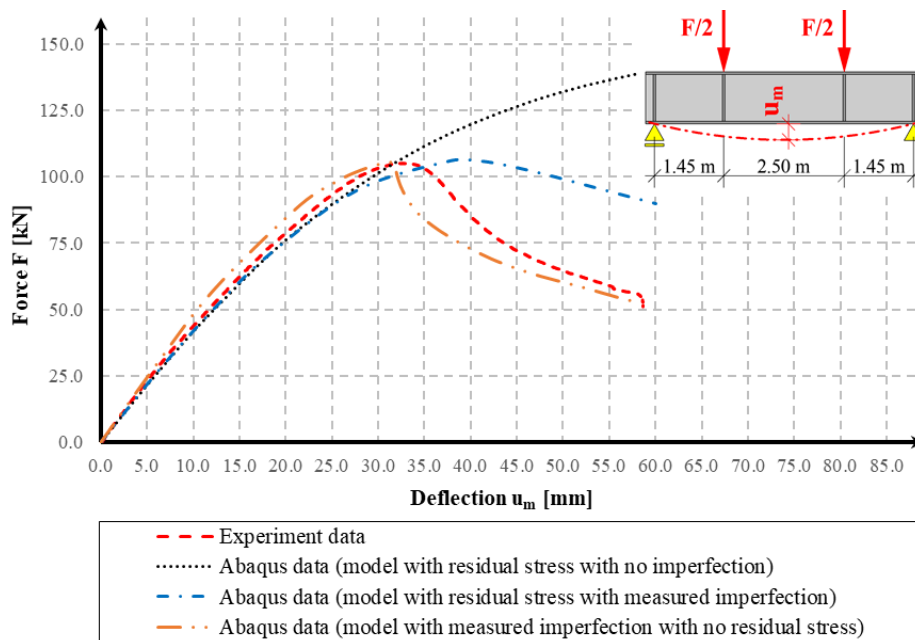 F/2 F/2
um
1.45 m 2.50 m 1.45 m
Force F [kN]
150.0
125.0
100.0
75.0
50.0
25.0
0.0
0.0 5.0 10.0 15.0 20.0 25.0 30.0 35.0 40.0 45.0 50.0 55.0 60.0 65.0 70.0 75.0 80.0 85.0
Deflection um [mm]
Experiment data
Abaqus data (model with residual stress with no imperfection)
Abaqus data (model with residual stress with measured imperfection)
Abaqus data (model with measured imperfection with no residual stress)